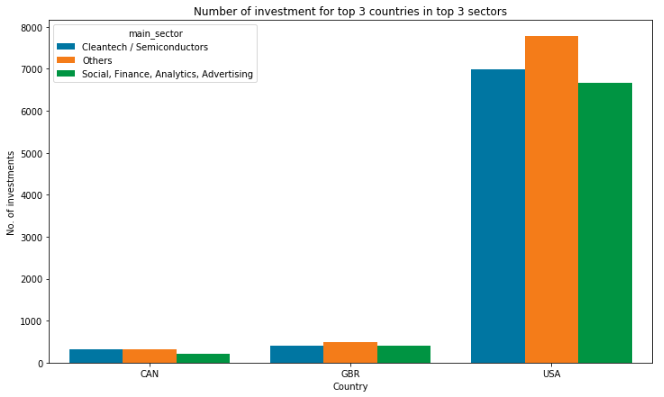 Number of investment for top 3 countries in top 3 sectors
main_sector
Cleantech / Semiconductors
Others
Social, Finance, Analytics, Advertising
8000
7000
6000
5000
4000
3000
2000
1000
0
No. of investments
CAN
GBR
USA
Country